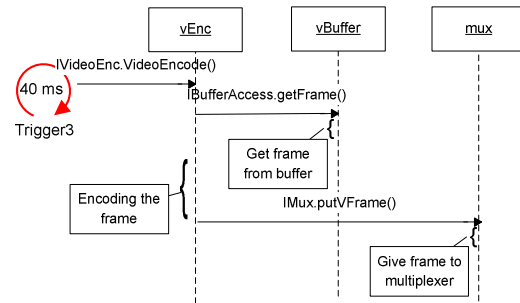 vEnc
vBuffer
mux
IVideoEnc.VideoEncode()
40 ms
IBufferAccess.getFrame()
Trigger3
Get frame
from buffer
Encoding the
frame
IMux.putVFrame()
Give frame to
multiplexer